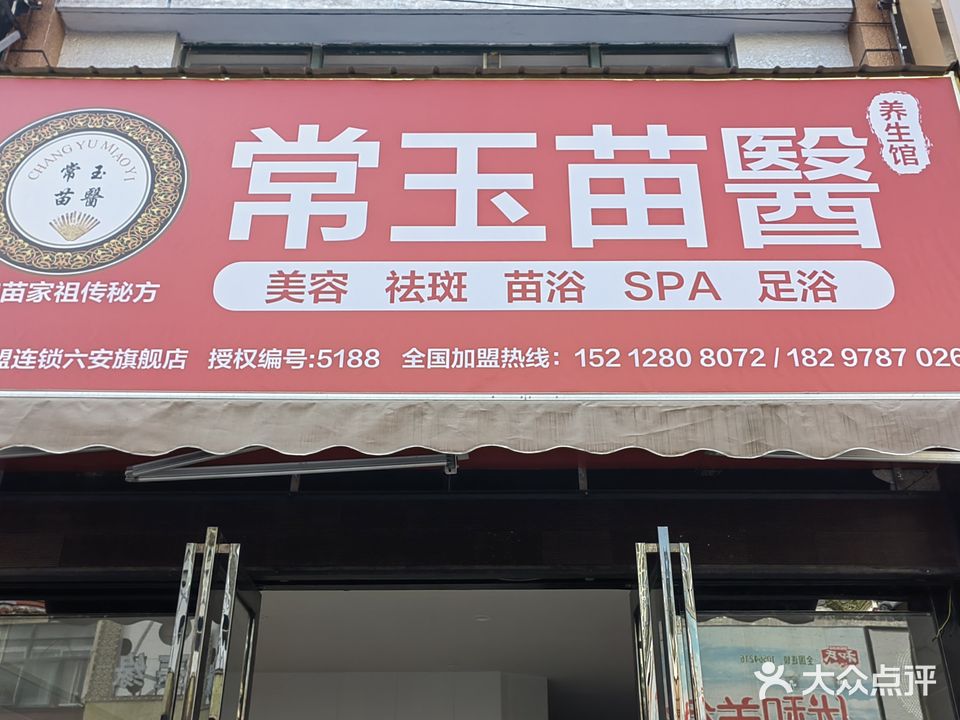 CHANG YU MIAOYI
常玉
苗醫
常玉苗醫
养生馆
美容 祛斑 苗浴 SPA 足浴
苗家祖传秘方
盟连锁六安旗舰店 授权编号:5188 全国加盟热线：152 1280 8072 / 182 9787 026
和氏
大众点评